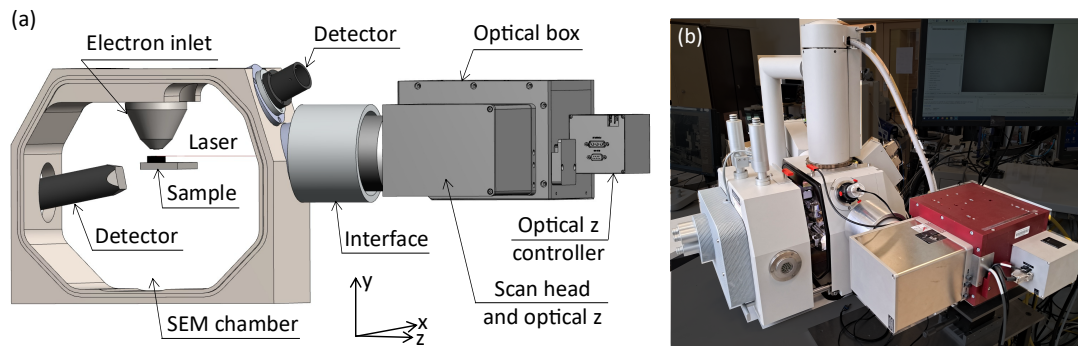 (a)
Electron inlet
Detector
Optical box
Laser
Sample
Detector
Interface
Optical z
controller
Scan head
and optical z
SEM chamber
y
x
z
(b)